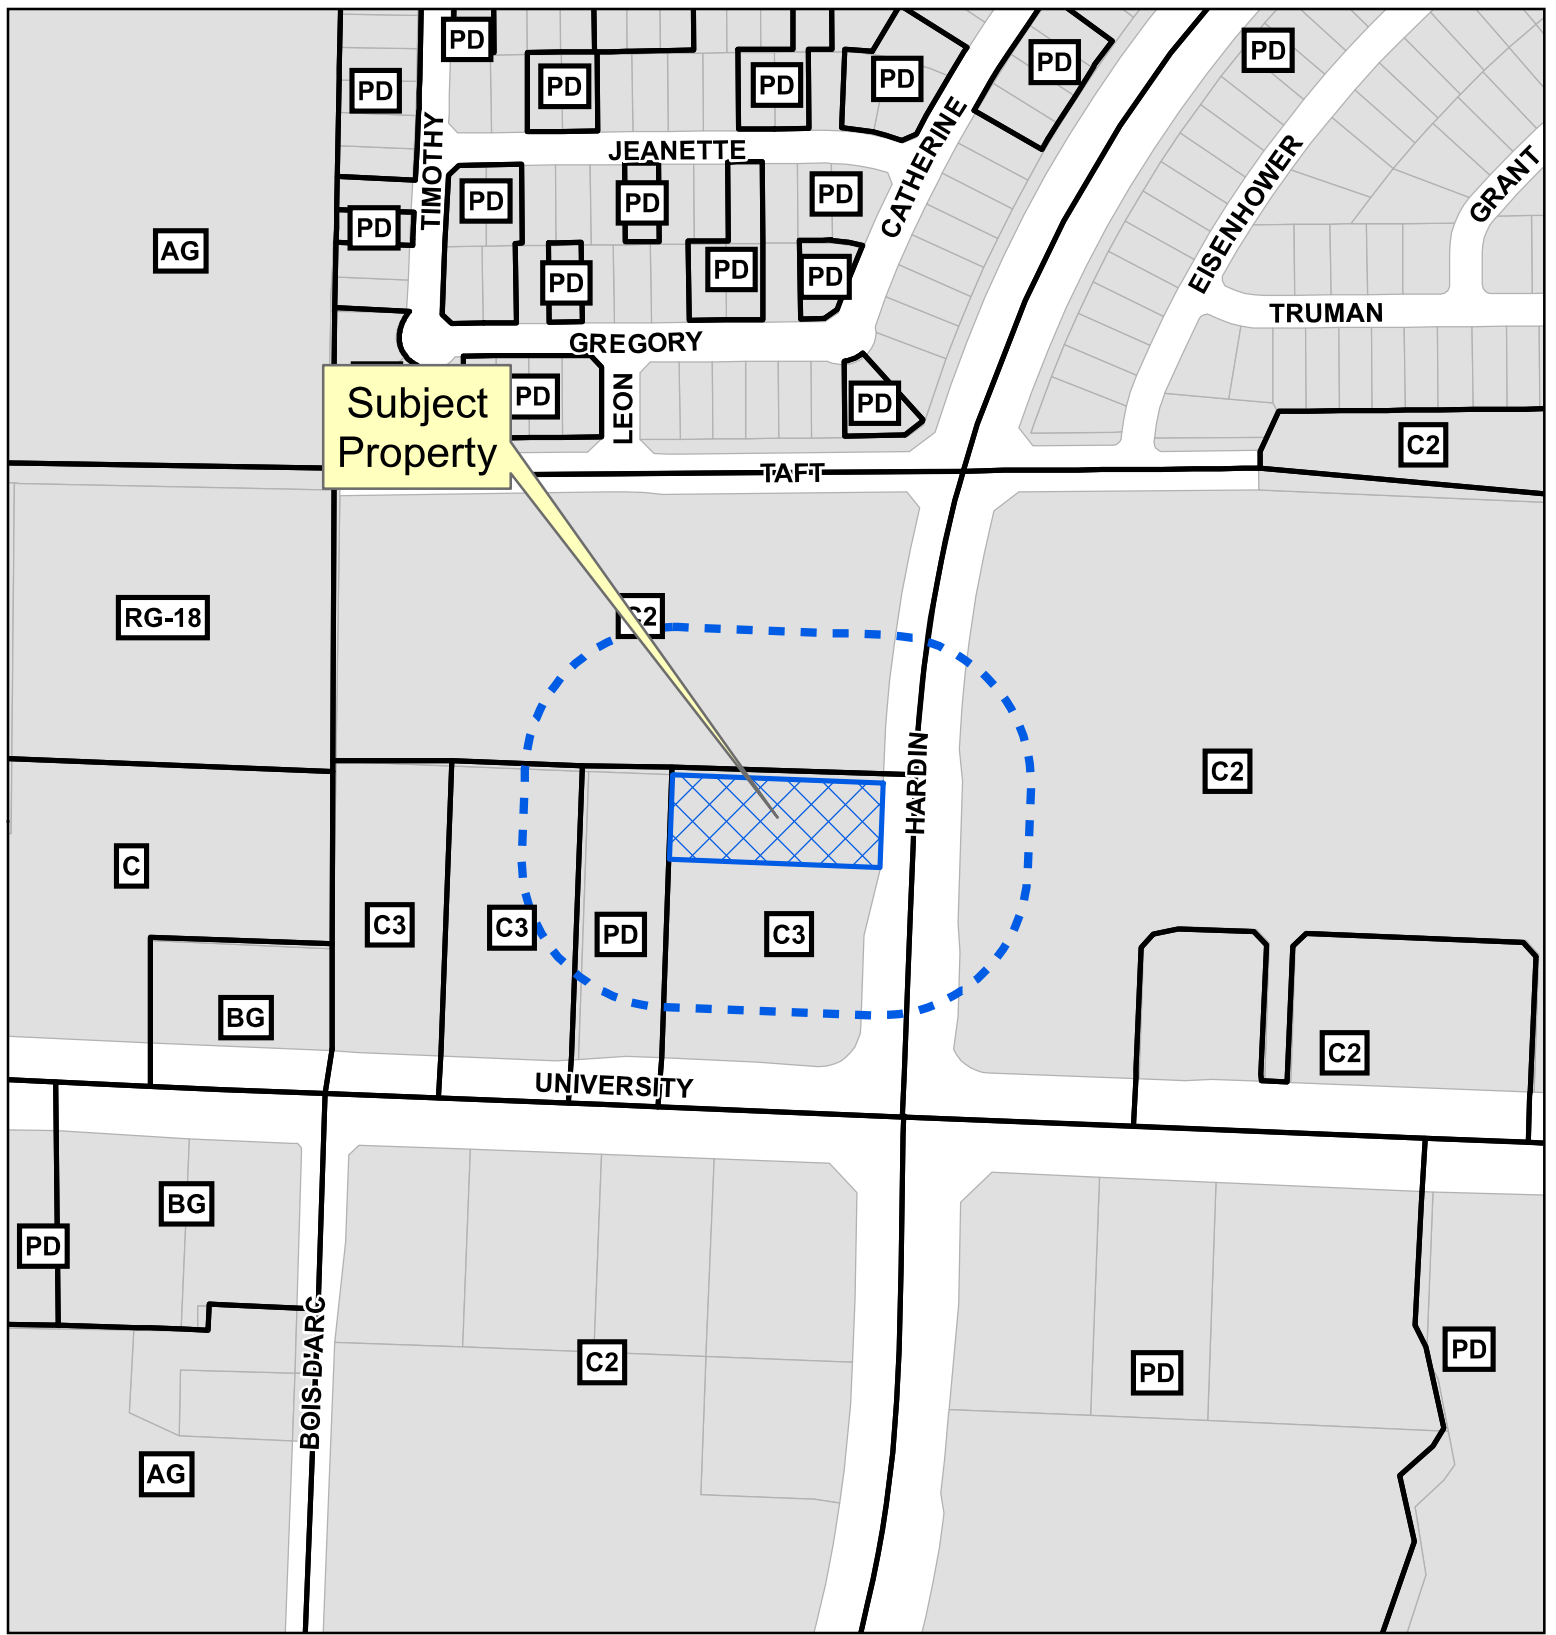 PD
PD
PD
PD
PD
PD
PD
TIMOTHY
JEANETTE
CATHERINE
EISENHOWER
GRANT
PD
PD
PD
PD
AG
PD
PD
PD
PD
TRUMAN
GREGORY
LEON
PD
PD
Subject
Property
C2
TAFT
RG-18
C2
HARDIN
C2
C
C3
C3
PD
C3
BG
C2
UNIVERSITY
BG
PD
BOIS D'ARC
C2
PD
PD
AG